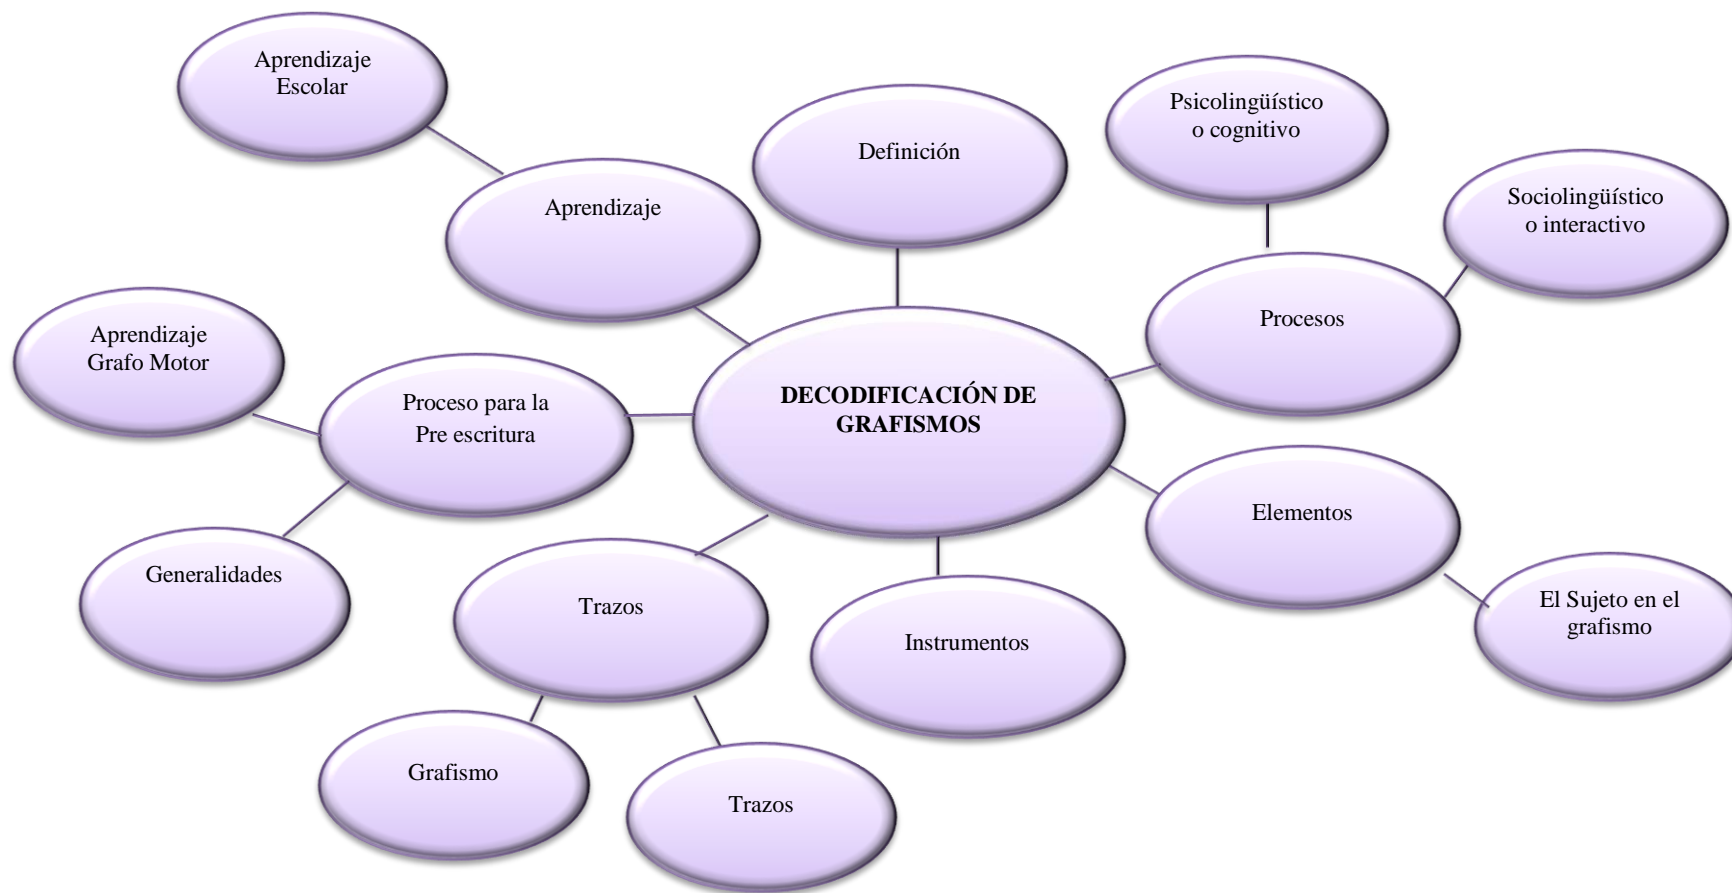 Aprendizaje
Escolar
Psicolingüístico
o cognitivo
Definición
Aprendizaje
Sociolingüístico
o interactivo
Procesos
Aprendizaje
Grafo Motor
Proceso para la
Pre escritura
DECODIFICACIÓN DE
GRAFISMOS
Elementos
Generalidades
Trazos
Instrumentos
El Sujeto en el
grafismo
Grafismo
Trazos